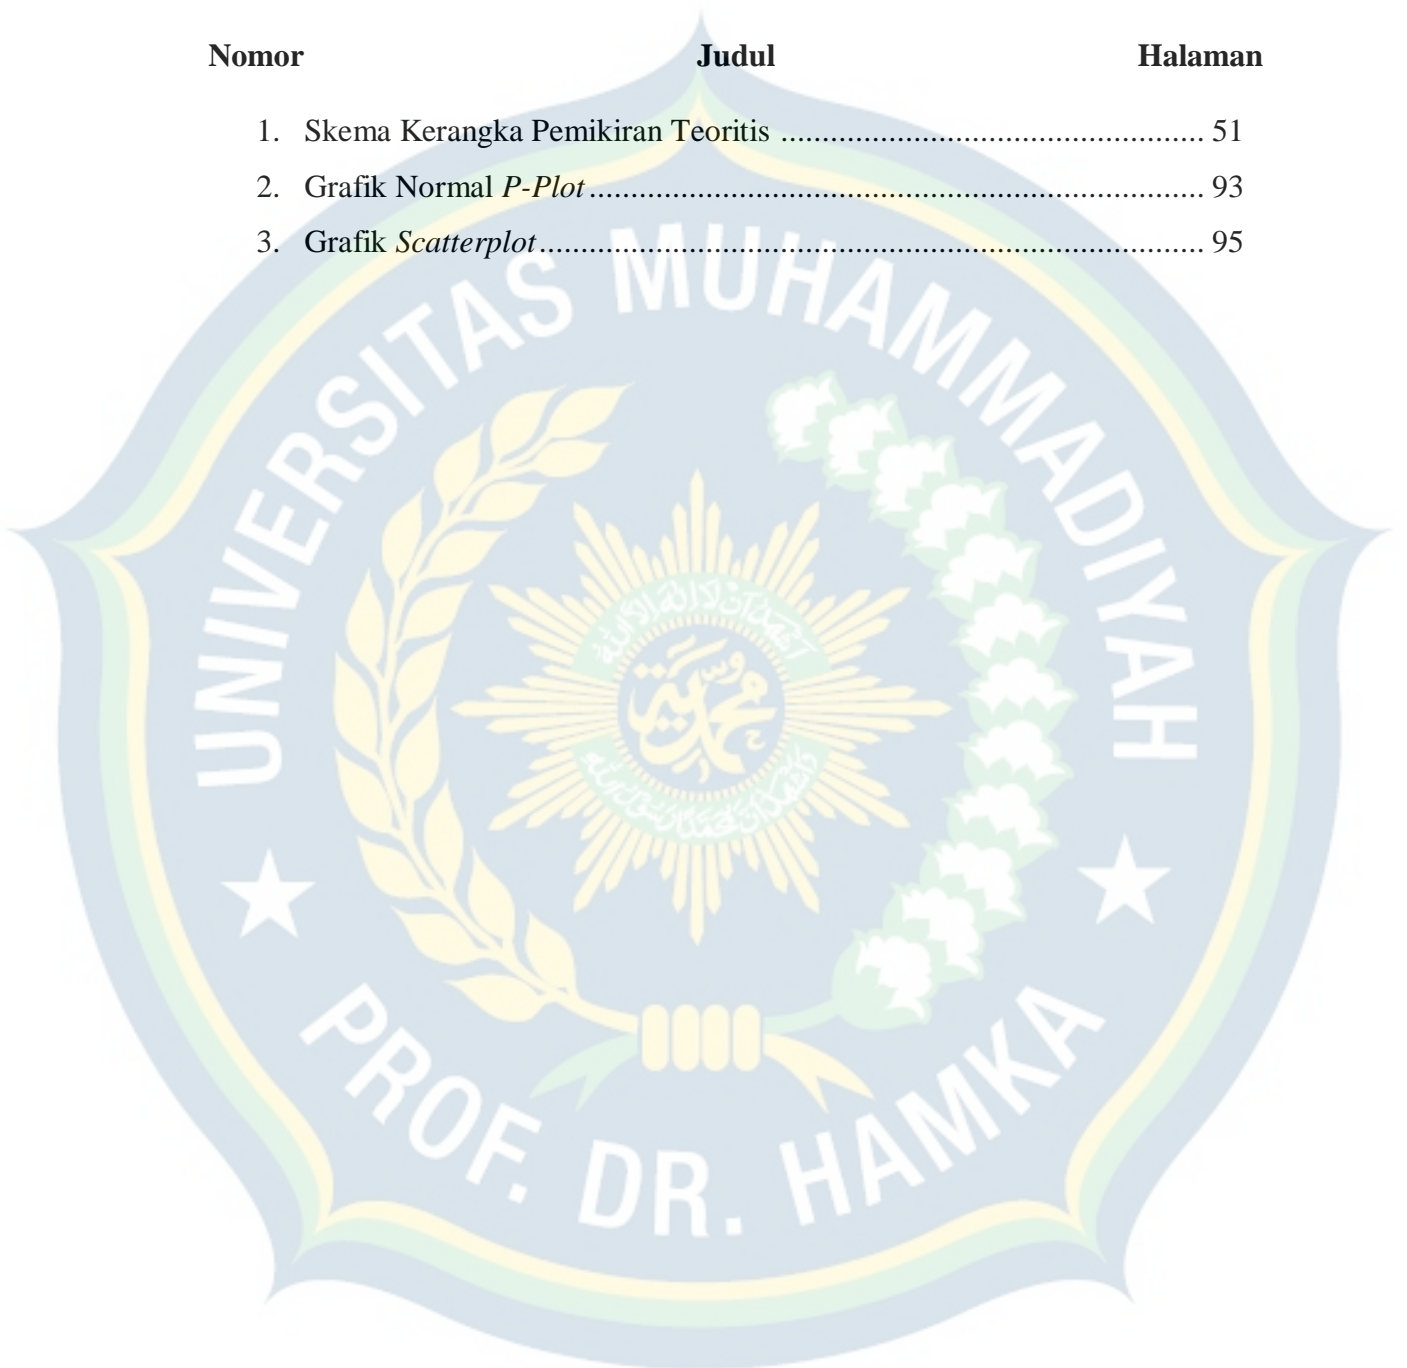 Nomor Judul Halaman
1. Skema Kerangka Pemikiran Teoritis ................................................... 51
2. Grafik Normal P-Plot .......................................................................... 93
3. Grafik Scatterplot ................................................................................ 95
UNIVERSITAS MUHAMMADIYAH
محمدية
PROF. DR. HAMKA